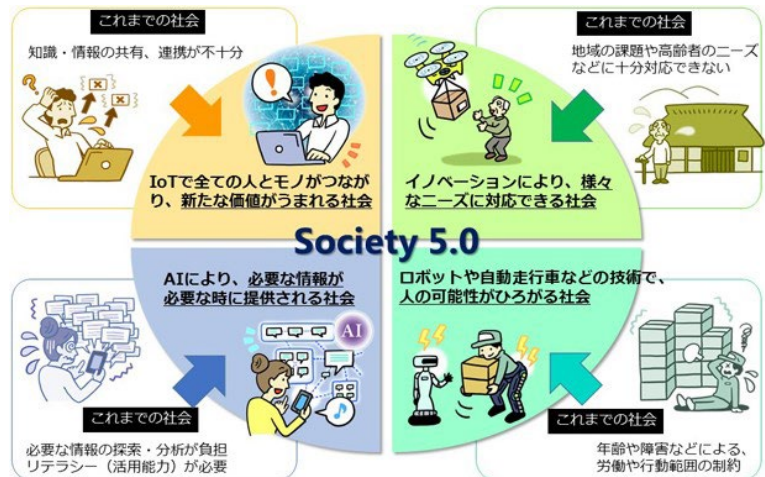 これまでの社会
知識・情報の共有、連携が不十分
IoTで全ての人とモノがつなが
り、新たな価値がうまれる社会
これまでの社会
地域の課題や高齢者のニーズ
などに十分対応できない
イノベーションにより、様々
なニーズに対応できる社会
Society 5.0
AIにより、必要な情報が
必要な時に提供される社会
AI
これまでの社会
必要な情報の探索・分析が負担
リテラシー（活用能力）が必要
ロボットや自動走行車などの技術で、
人の可能性がひろがる社会
これまでの社会
年齢や障害などによる、
労働や行動範囲の制約